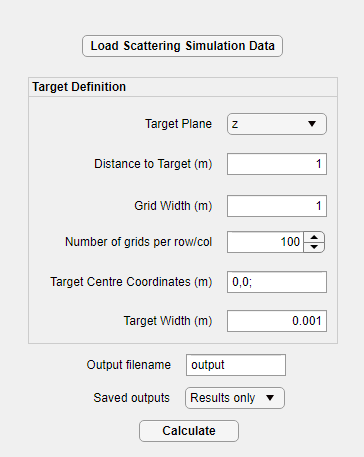 Load Scattering Simulation Data
Target Definition
Target Plane z
Distance to Target (m) 1
Grid Width (m) 1
Number of grids per row/col 100
Target Centre Coordinates (m) 0,0;
Target Width (m) 0.001
Output filename output
Saved outputs Results only
Calculate